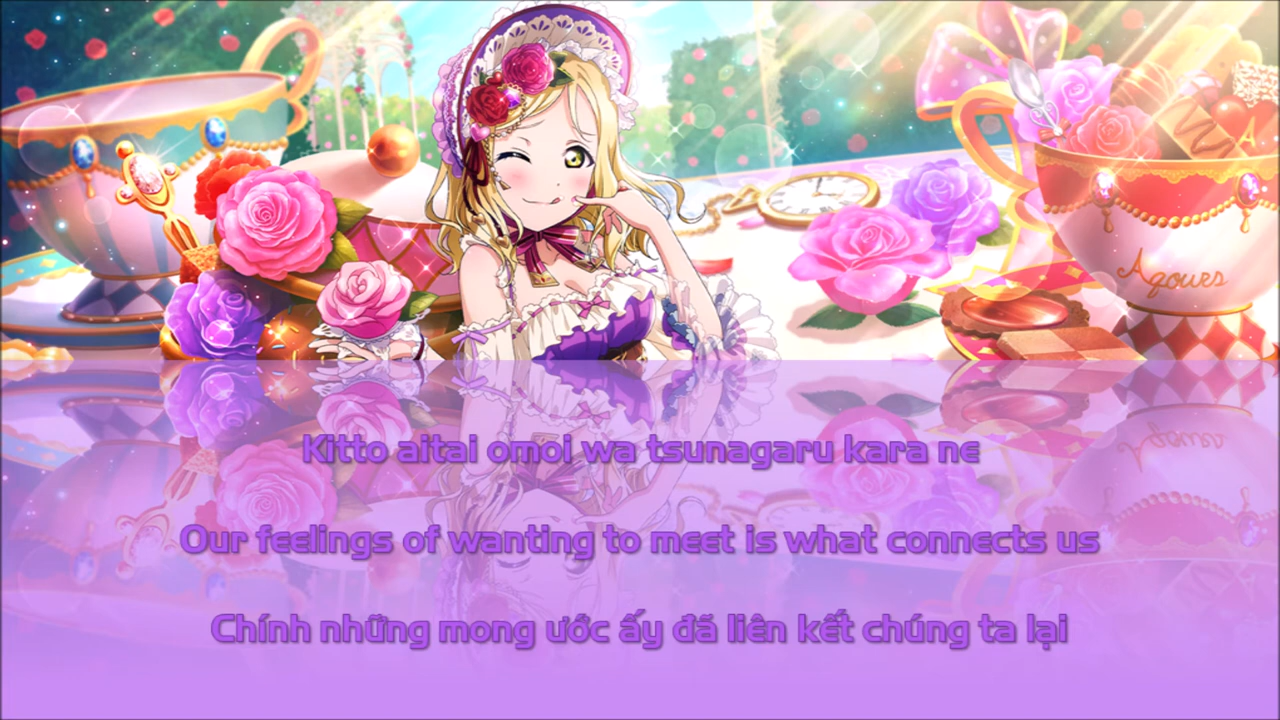 Aqours
Kitto aitai omoi wa tsunagaru kara ne
Our feelings of wanting to meet is what connects us
Chính những mong ước ấy đã liên kết chúng ta lại